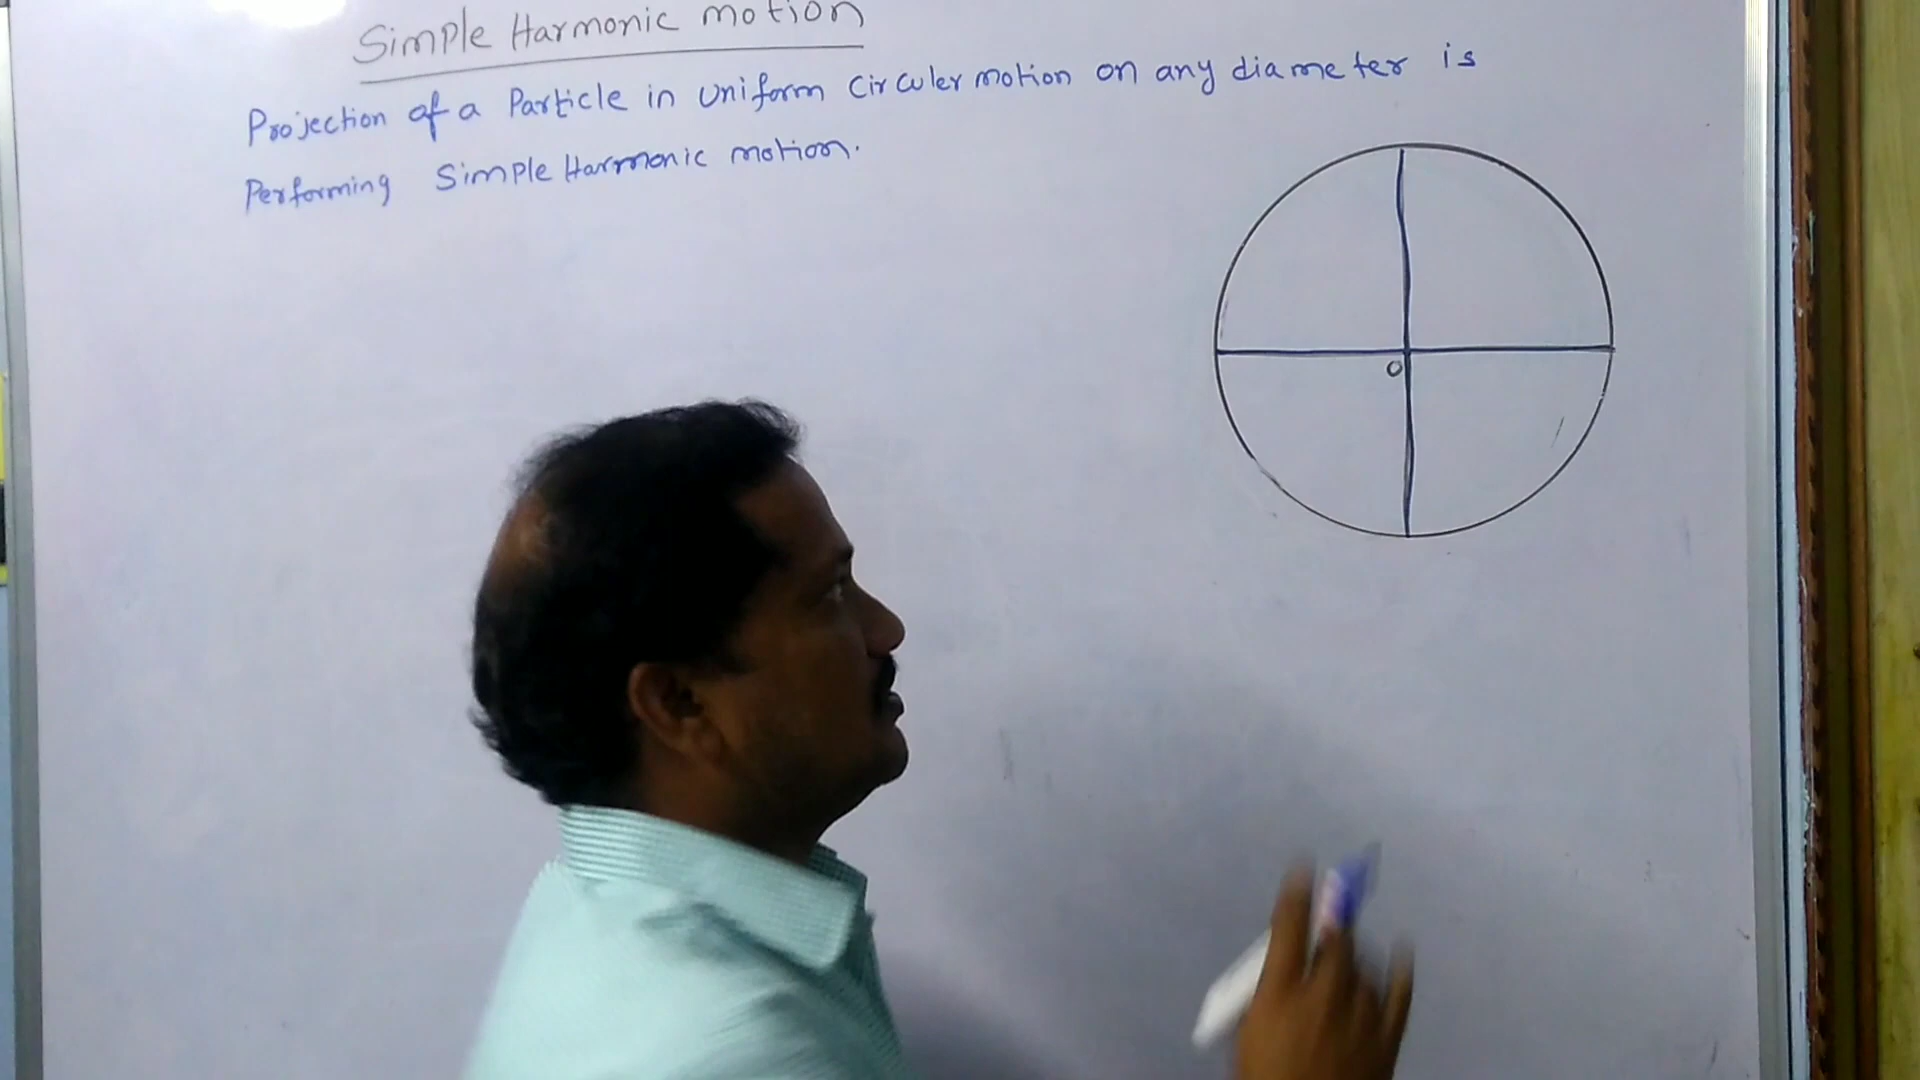 Simple Harmonic motion
Projection of a Particle in uniform Circuler motion on any diameter is
Performing Simple Harmonic motion.
O